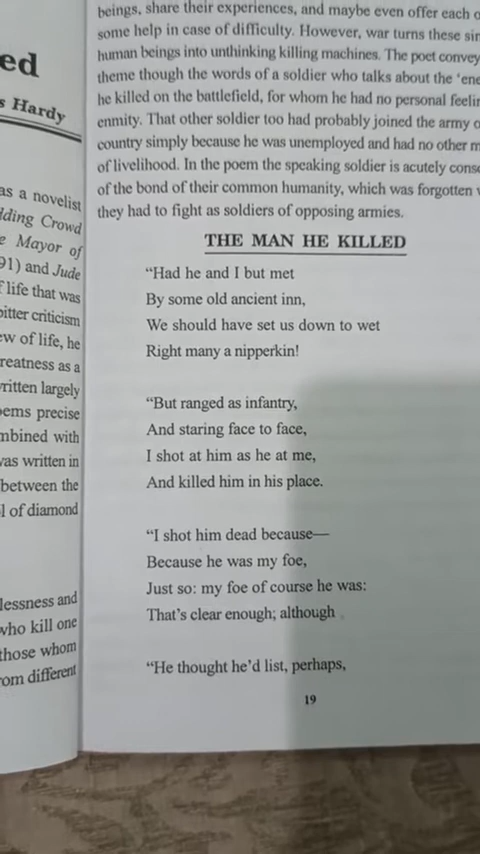 ed
s Hardy
as a novelist
dding Crowd
e Mayor of
91) and Jude
f life that was
bitter criticism
ew of life, he
reatness as a
written largely
oems precise
mbined with
was written in
between the
l of diamond
lessness and
who kill one
those whom
om different
beings, share their experiences, and maybe even offer each o
some help in case of difficulty. However, war turns these sin
human beings into unthinking killing machines. The poet convey
theme though the words of a soldier who talks about the 'ene
he killed on the battlefield, for whom he had no personal feelin
enmity. That other soldier too had probably joined the army o
country simply because he was unemployed and had no other m
of livelihood. In the poem the speaking soldier is acutely consc
of the bond of their common humanity, which was forgotten w
they had to fight as soldiers of opposing armies.
THE MAN HE KILLED
"Had he and I but met
By some old ancient inn,
We should have set us down to wet
Right many a nipperkin!
"But ranged as infantry,
And staring face to face,
I shot at him as he at me,
And killed him in his place.
"I shot him dead because—
Because he was my foe,
Just so: my foe of course he was:
That's clear enough; although
"He thought he'd list, perhaps,
19